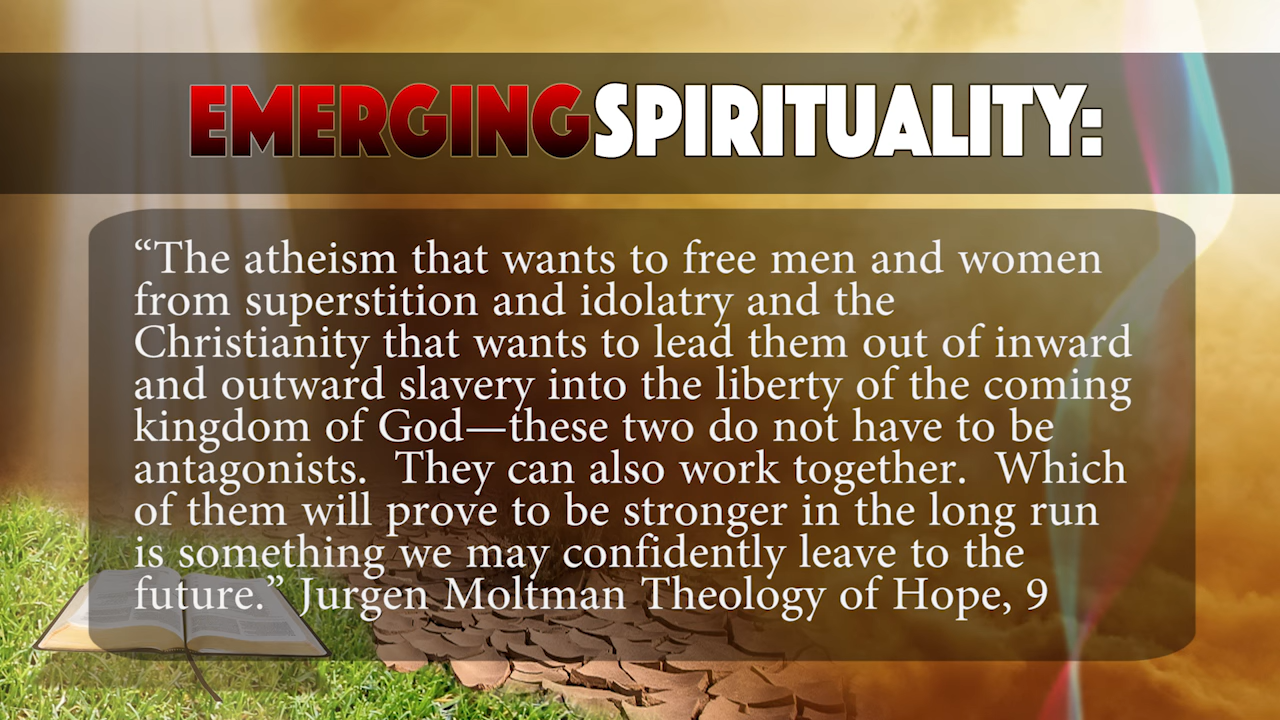 EMERGINGSPIRITUALITY:
“The atheism that wants to free men and women
from superstition and idolatry and the
Christianity that wants to lead them out of inward
and outward slavery into the liberty of the coming
kingdom of God—these two do not have to be
antagonists.  They can also work together.  Which
of them will prove to be stronger in the long run
is something we may confidently leave to the
future.”  Jurgen Moltman Theology of Hope, 9